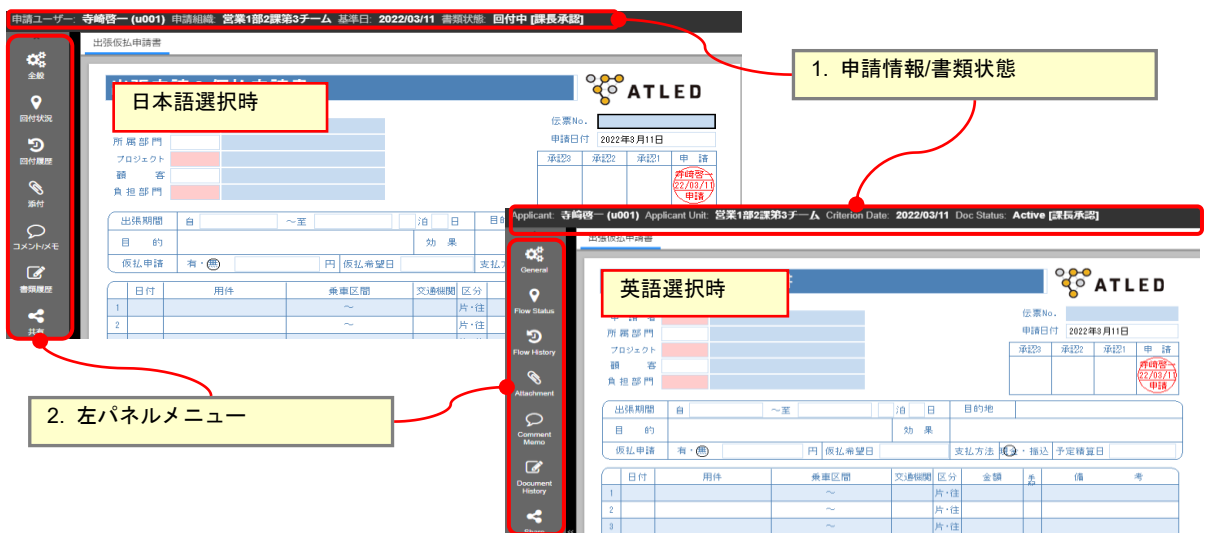 申請ユーザー: 寺崎啓一 (u001) 申請組織: 営業1部2課第3チーム 基準日: 2022/03/11 書類状態: 回付中 [課長承認]
出張仮払申請書
全般
回付状況
回付履歴
添付
コメント/メモ
書類履歴
共有
日本語選択時
ATLED
伝票No.
申請日付 2022年3月11日
所属部門
プロジェクト
顧 客
負担部門
承認3 承認2 承認1 申 請
寺崎啓一
22/03/11
申請
出張期間 自 ～至 泊 日
目 的 効 果
仮払申請 有・無 円 仮払希望日
日付 用件 乗車区間 交通機関 区分
1 ～ 片・往
2 ～ 片・往
1. 申請情報/書類状態
2. 左パネルメニュー
Applicant: 寺崎啓一 (u001) Applicant Unit: 営業1部2課第3チーム Criterion Date: 2022/03/11 Doc Status: Active [課長承認]
出張仮払申請書
General
Flow Status
Flow History
Attachment
Comment
Memo
Document
History
Share
英語選択時
ATLED
伝票No.
申請日付 2022年3月11日
所属部門
プロジェクト
顧 客
負担部門
承認3 承認2 承認1 申 請
寺崎啓一
22/03/11
申請
出張期間 自 ～至 泊 日 目的地
目 的 効 果
仮払申請 有・無 円 仮払希望日 支払方法 現金・振込 予定精算日
日付 用件 乗車区間 交通機関 区分 金額 備 考
1 ～ 片・往
2 ～ 片・往
3 ～ 片・往